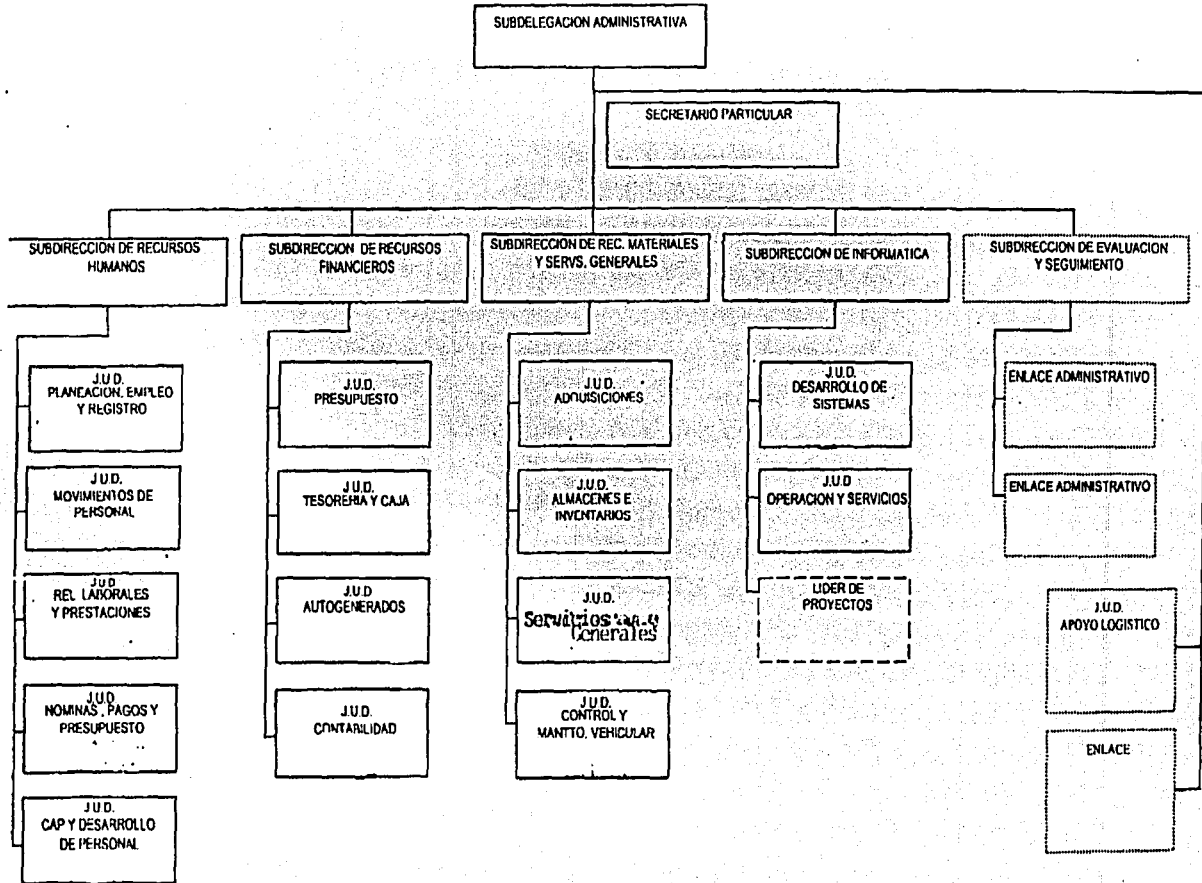 SUBDELEGACION ADMINISTRATIVA
SECRETARIO PARTICULAR
SUBDIRECCION DE RECURSOS
HUMANOS
SUBDIRECCION DE RECURSOS
FINANCIEROS
SUBDIRECCION DE REC. MATERIALES
Y SERVS. GENERALES
SUBDIRECCION DE INFORMATICA
SUBDIRECCION DE EVALUACION
Y SEGUIMIENTO
J.U.D.
PLANEACION, EMPLEO
Y REGISTRO
J.U.D.
MOVIMIENTOS DE
PERSONAL
J.U.D
REL. LABORALES
Y PRESTACIONES
J.U.D
NOMINAS, PAGOS Y
PRESUPUESTO
J.U.D.
CAP Y DESARROLLO
DE PERSONAL
J.U.D.
PRESUPUESTO
J.U.D.
TESORERIA Y CAJA
J.U.D
AUTOGENERADOS
J.U.D.
CONTABILIDAD
J.U.D.
ADQUISICIONES
J.U.D.
ALMACENES E
INVENTARIOS
J.U.D.
Servicios
Generales
J.U.D.
CONTROL Y
MANTTO. VEHICULAR
J.U.D.
DESARROLLO DE
SISTEMAS
J.U.D
OPERACION Y SERVICIOS
LIDER DE
PROYECTOS
ENLACE ADMINISTRATIVO
ENLACE ADMINISTRATIVO
J.U.D.
APOYO LOGISTICO
ENLACE